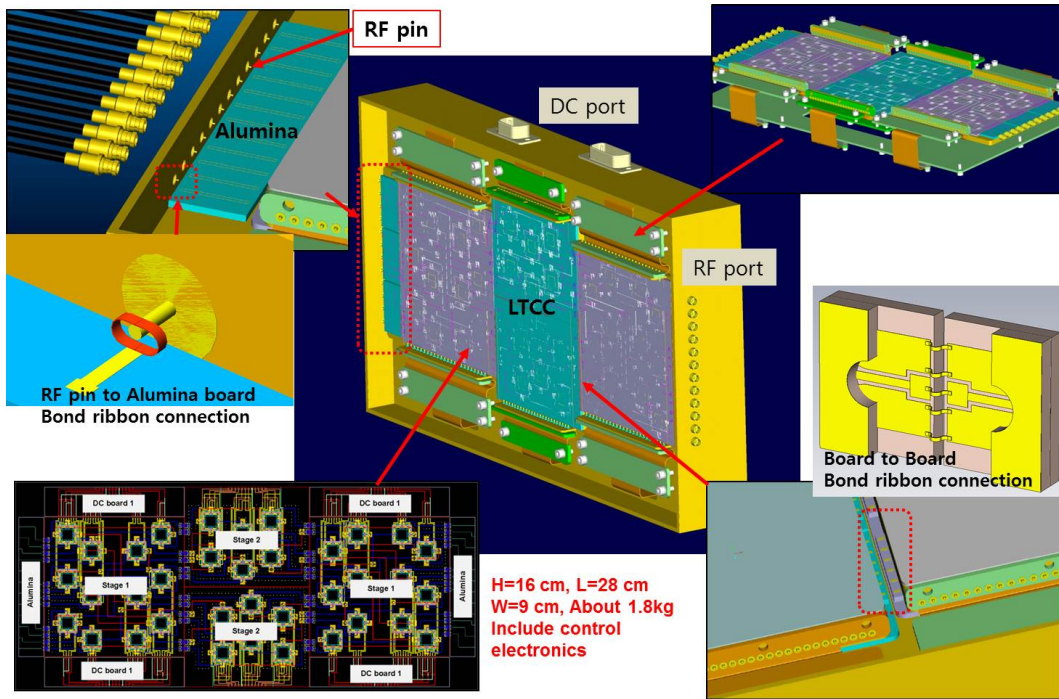 RF pin
Alumina
DC port
RF port
LTCC
RF pin to Alumina board
Bond ribbon connection
Board to Board
Bond ribbon connection
DC board 1
DC board 1
Stage 2
Alumina
Stage 1
Stage 1
Alumina
Stage 2
DC board 1
DC board 1
H=16 cm, L=28 cm
W=9 cm, About 1.8kg
Include control
electronics